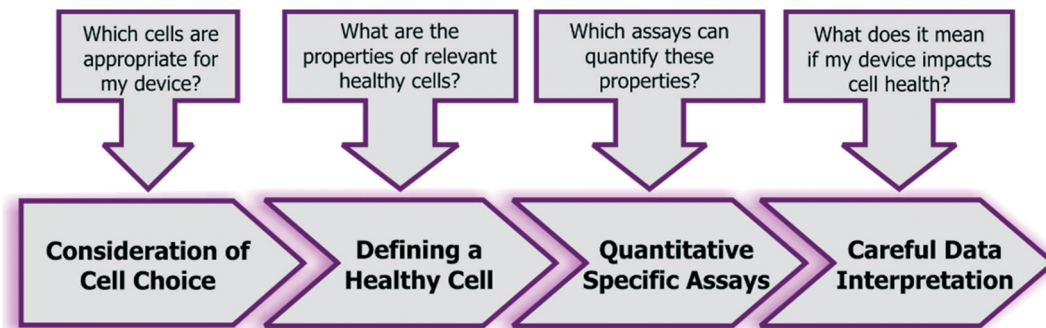 Which cells are
appropriate for
my device?
What are the
properties of relevant
healthy cells?
Which assays can
quantify these
properties?
What does it mean
if my device impacts
cell health?
Consideration of
Cell Choice
Defining a
Healthy Cell
Quantitative
Specific Assays
Careful Data
Interpretation